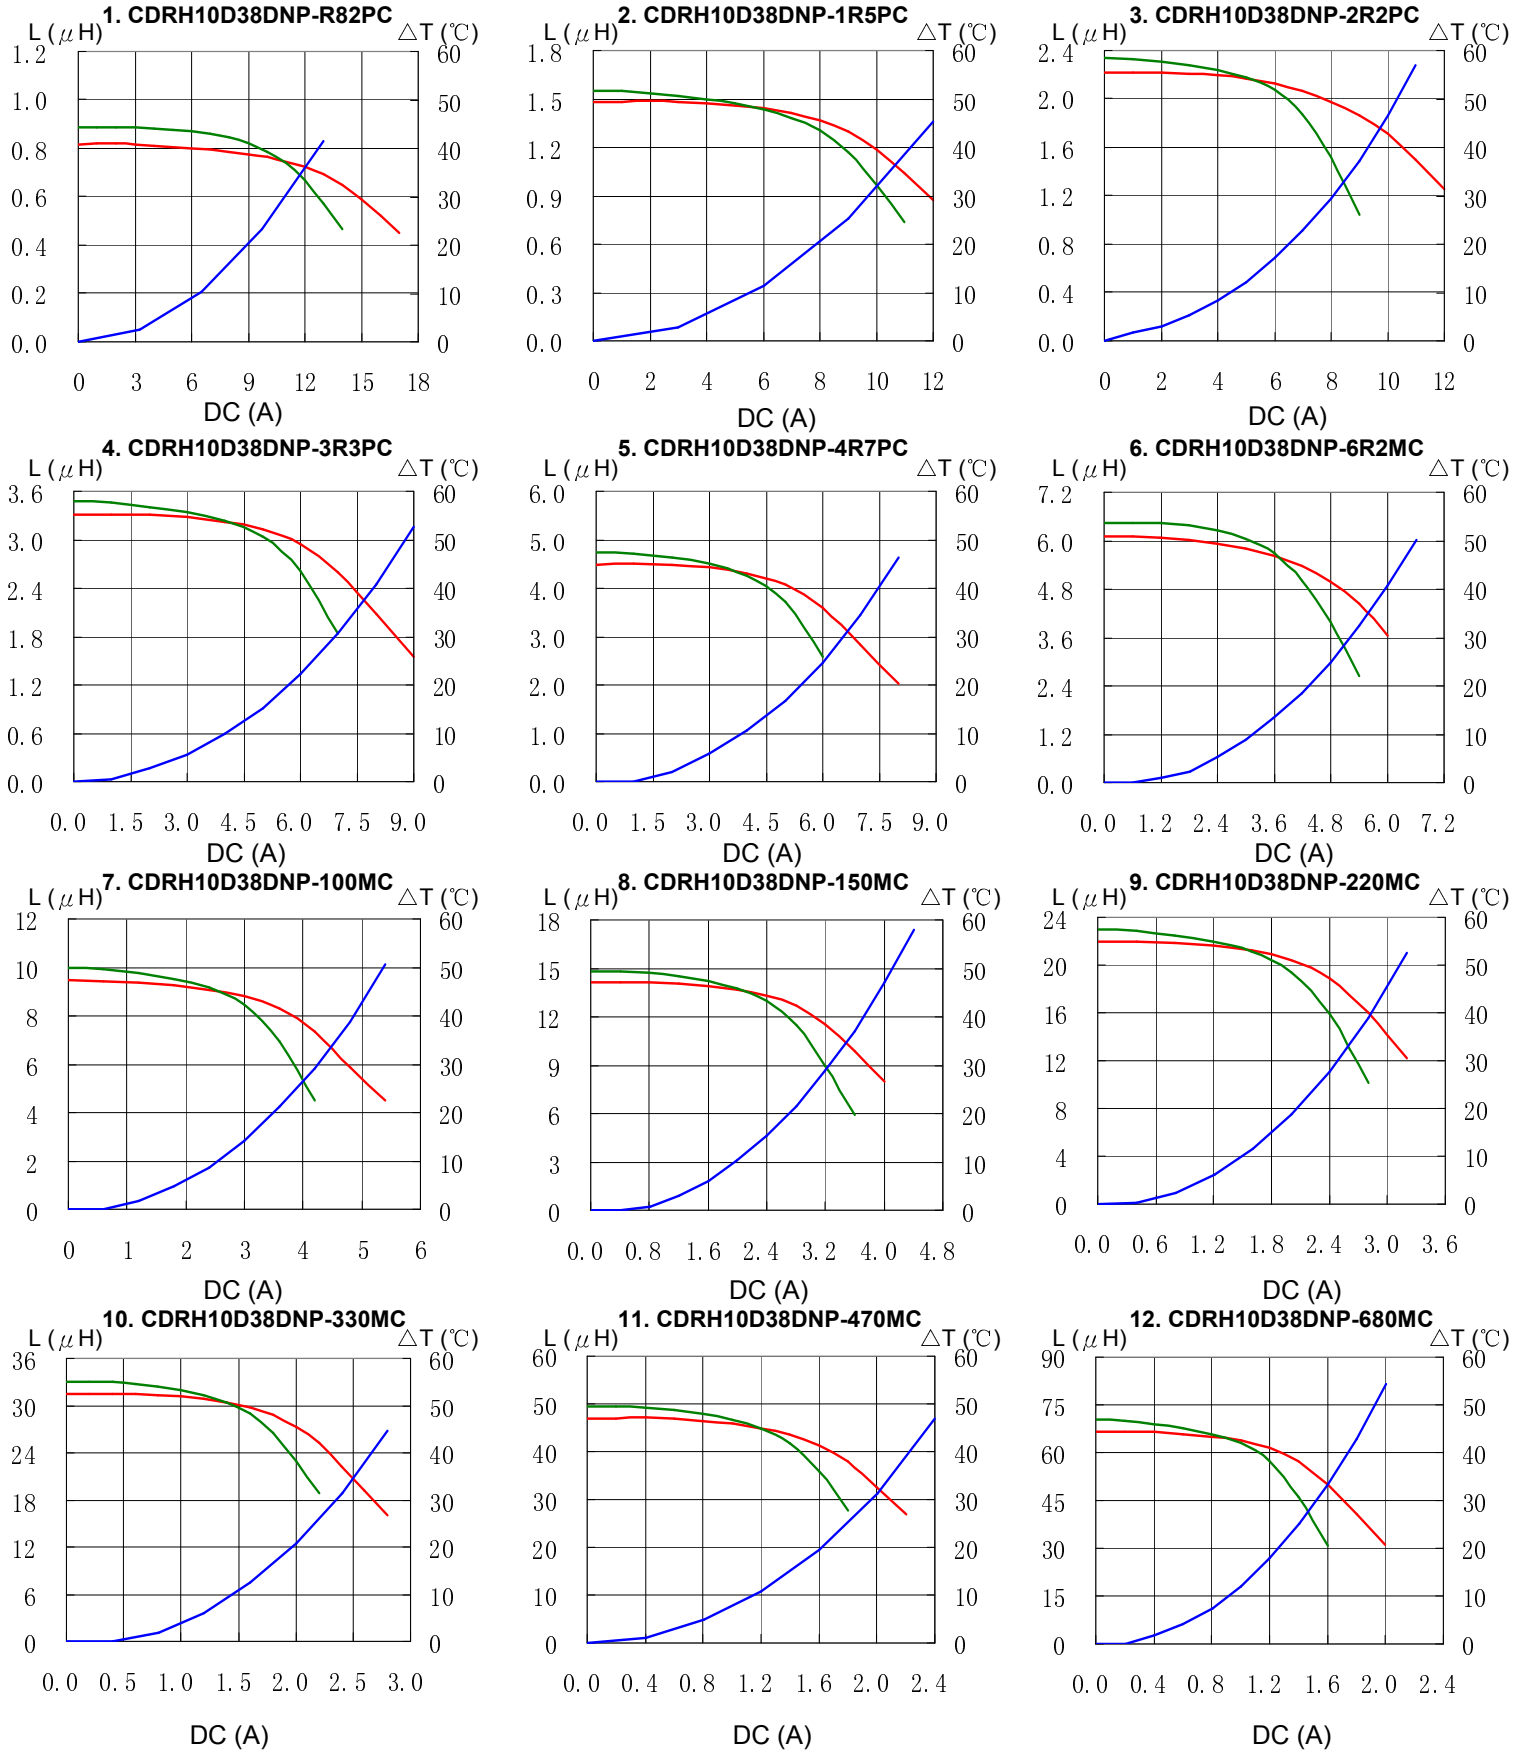 1. CDRH10D38DNP-R82PC
L (μH) △T (℃)
1.2 60
1.0 50
0.8 40
0.6 30
0.4 20
0.2 10
0.0 0
0 3 6 9 12 15 18
DC (A)
2. CDRH10D38DNP-1R5PC
L (μH) △T (℃)
1.8 60
1.5 50
1.2 40
0.9 30
0.6 20
0.3 10
0.0 0
0 2 4 6 8 10 12
DC (A)
3. CDRH10D38DNP-2R2PC
L (μH) △T (℃)
2.4 60
2.0 50
1.6 40
1.2 30
0.8 20
0.4 10
0.0 0
0 2 4 6 8 10 12
DC (A)
4. CDRH10D38DNP-3R3PC
L (μH) △T (℃)
3.6 60
3.0 50
2.4 40
1.8 30
1.2 20
0.6 10
0.0 0
0.0 1.5 3.0 4.5 6.0 7.5 9.0
DC (A)
5. CDRH10D38DNP-4R7PC
L (μH) △T (℃)
6.0 60
5.0 50
4.0 40
3.0 30
2.0 20
1.0 10
0.0 0
0.0 1.5 3.0 4.5 6.0 7.5 9.0
DC (A)
6. CDRH10D38DNP-6R2MC
L (μH) △T (℃)
7.2 60
6.0 50
4.8 40
3.6 30
2.4 20
1.2 10
0.0 0
0.0 1.2 2.4 3.6 4.8 6.0 7.2
DC (A)
7. CDRH10D38DNP-100MC
L (μH) △T (℃)
12 60
10 50
8 40
6 30
4 20
2 10
0 0
0 1 2 3 4 5 6
DC (A)
8. CDRH10D38DNP-150MC
L (μH) △T (℃)
18 60
15 50
12 40
9 30
6 20
3 10
0 0
0.0 0.8 1.6 2.4 3.2 4.0 4.8
DC (A)
9. CDRH10D38DNP-220MC
L (μH) △T (℃)
24 60
20 50
16 40
12 30
8 20
4 10
0 0
0.0 0.6 1.2 1.8 2.4 3.0 3.6
DC (A)
10. CDRH10D38DNP-330MC
L (μH) △T (℃)
36 60
30 50
24 40
18 30
12 20
6 10
0 0
0.0 0.5 1.0 1.5 2.0 2.5 3.0
DC (A)
11. CDRH10D38DNP-470MC
L (μH) △T (℃)
60 60
50 50
40 40
30 30
20 20
10 10
0 0
0.0 0.4 0.8 1.2 1.6 2.0 2.4
DC (A)
12. CDRH10D38DNP-680MC
L (μH) △T (℃)
90 60
75 50
60 40
45 30
30 20
15 10
0 0
0.0 0.4 0.8 1.2 1.6 2.0 2.4
DC (A)